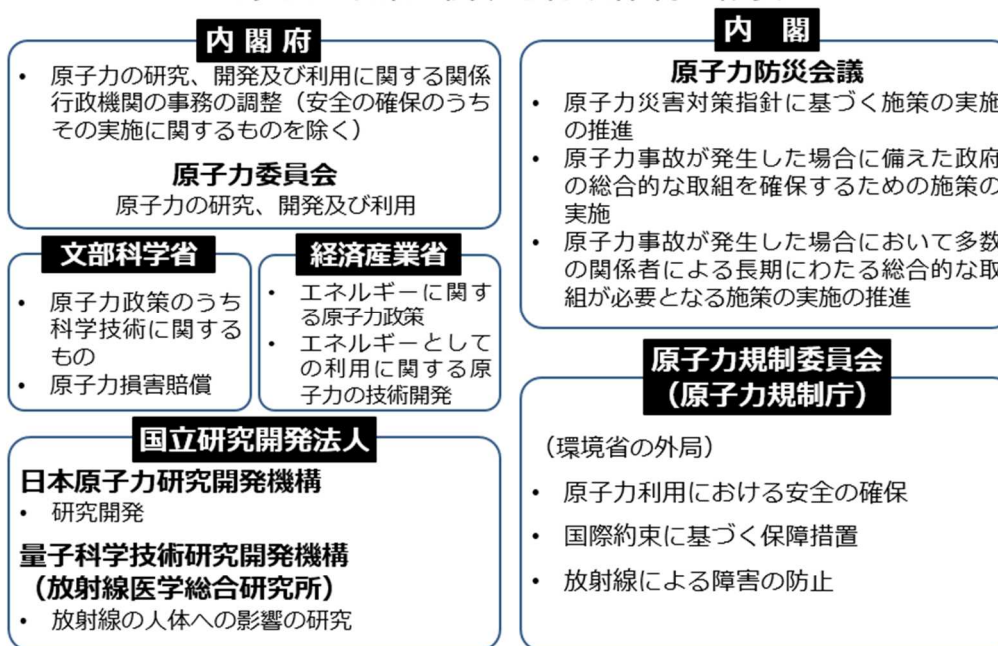 内 閣 府
• 原子力の研究、開発及び利用に関する関係
行政機関の事務の調整（安全の確保のうち
その実施に関するものを除く）
原子力委員会
原子力の研究、開発及び利用
文部科学省
• 原子力政策のうち
科学技術に関する
もの
• 原子力損害賠償
経済産業省
• エネルギーに関す
る原子力政策
• エネルギーとして
の利用に関する原
子力の技術開発
国立研究開発法人
日本原子力研究開発機構
• 研究開発
量子科学技術研究開発機構
（放射線医学総合研究所）
• 放射線の人体への影響の研究
内 閣
原子力防災会議
• 原子力災害対策指針に基づく施策の実施
の推進
• 原子力事故が発生した場合に備えた政府
の総合的な取組を確保するための施策の
実施
• 原子力事故が発生した場合において多数
の関係者による長期にわたる総合的な取
組が必要となる施策の実施の推進
原子力規制委員会
（原子力規制庁）
（環境省の外局）
• 原子力利用における安全の確保
• 国際約束に基づく保障措置
• 放射線による障害の防止